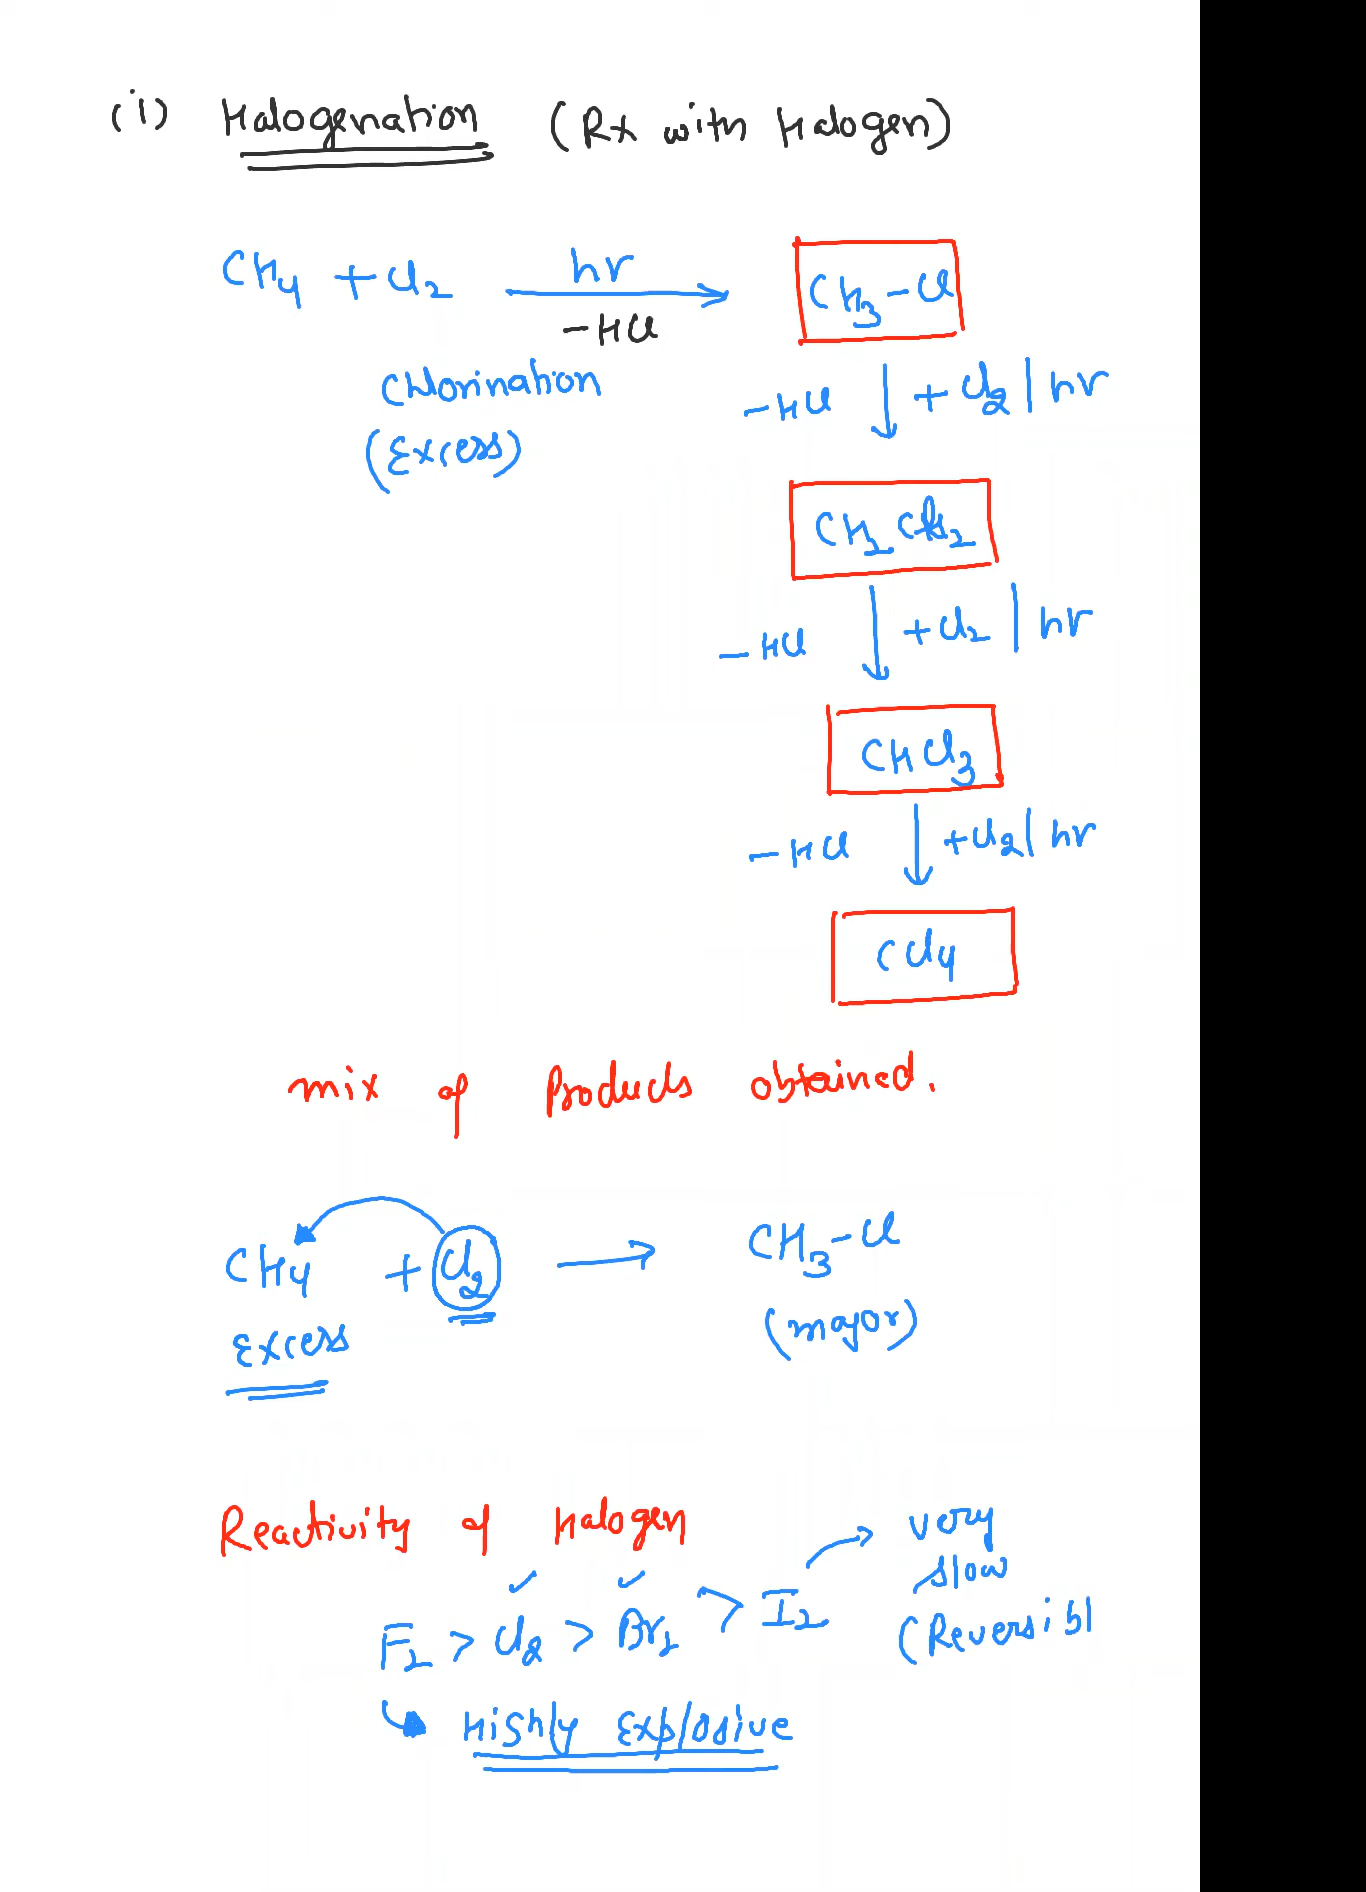 (i) Halogenation (Rx with Halogen)
CH4 + Cl2 hν CH3-Cl
-HCl
Chlorination -HCl + Cl2 | hν
(Excess)
CH2Cl2
-HCl + Cl2 | hν
CHCl3
-HCl + Cl2 | hν
CCl4
mix of Products obtained.
CH4 + Cl2 → CH3-Cl
Excess (major)
Reactivity of Halogen → very
slow
F2 > Cl2 > Br2 > I2 (Reversibl
Highly Explosive